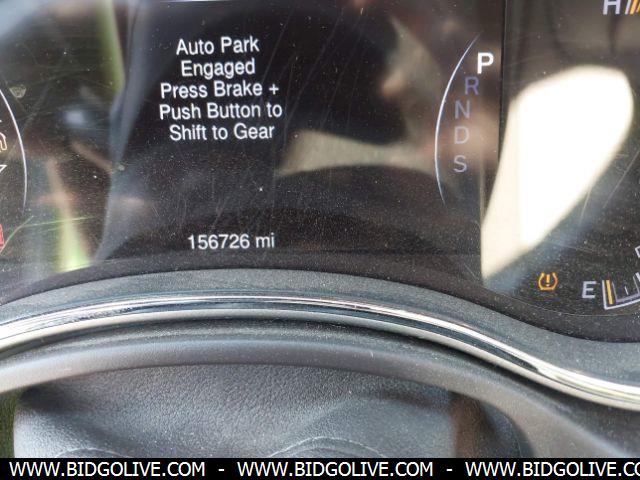 H
Auto Park
Engaged
Press Brake +
Push Button to
Shift to Gear
P
R
N
D
S
156726 mi
E
WWW.BIDGOLIVE.COM - WWW.BIDGOLIVE.COM - WWW.BIDGOLIVE.COM